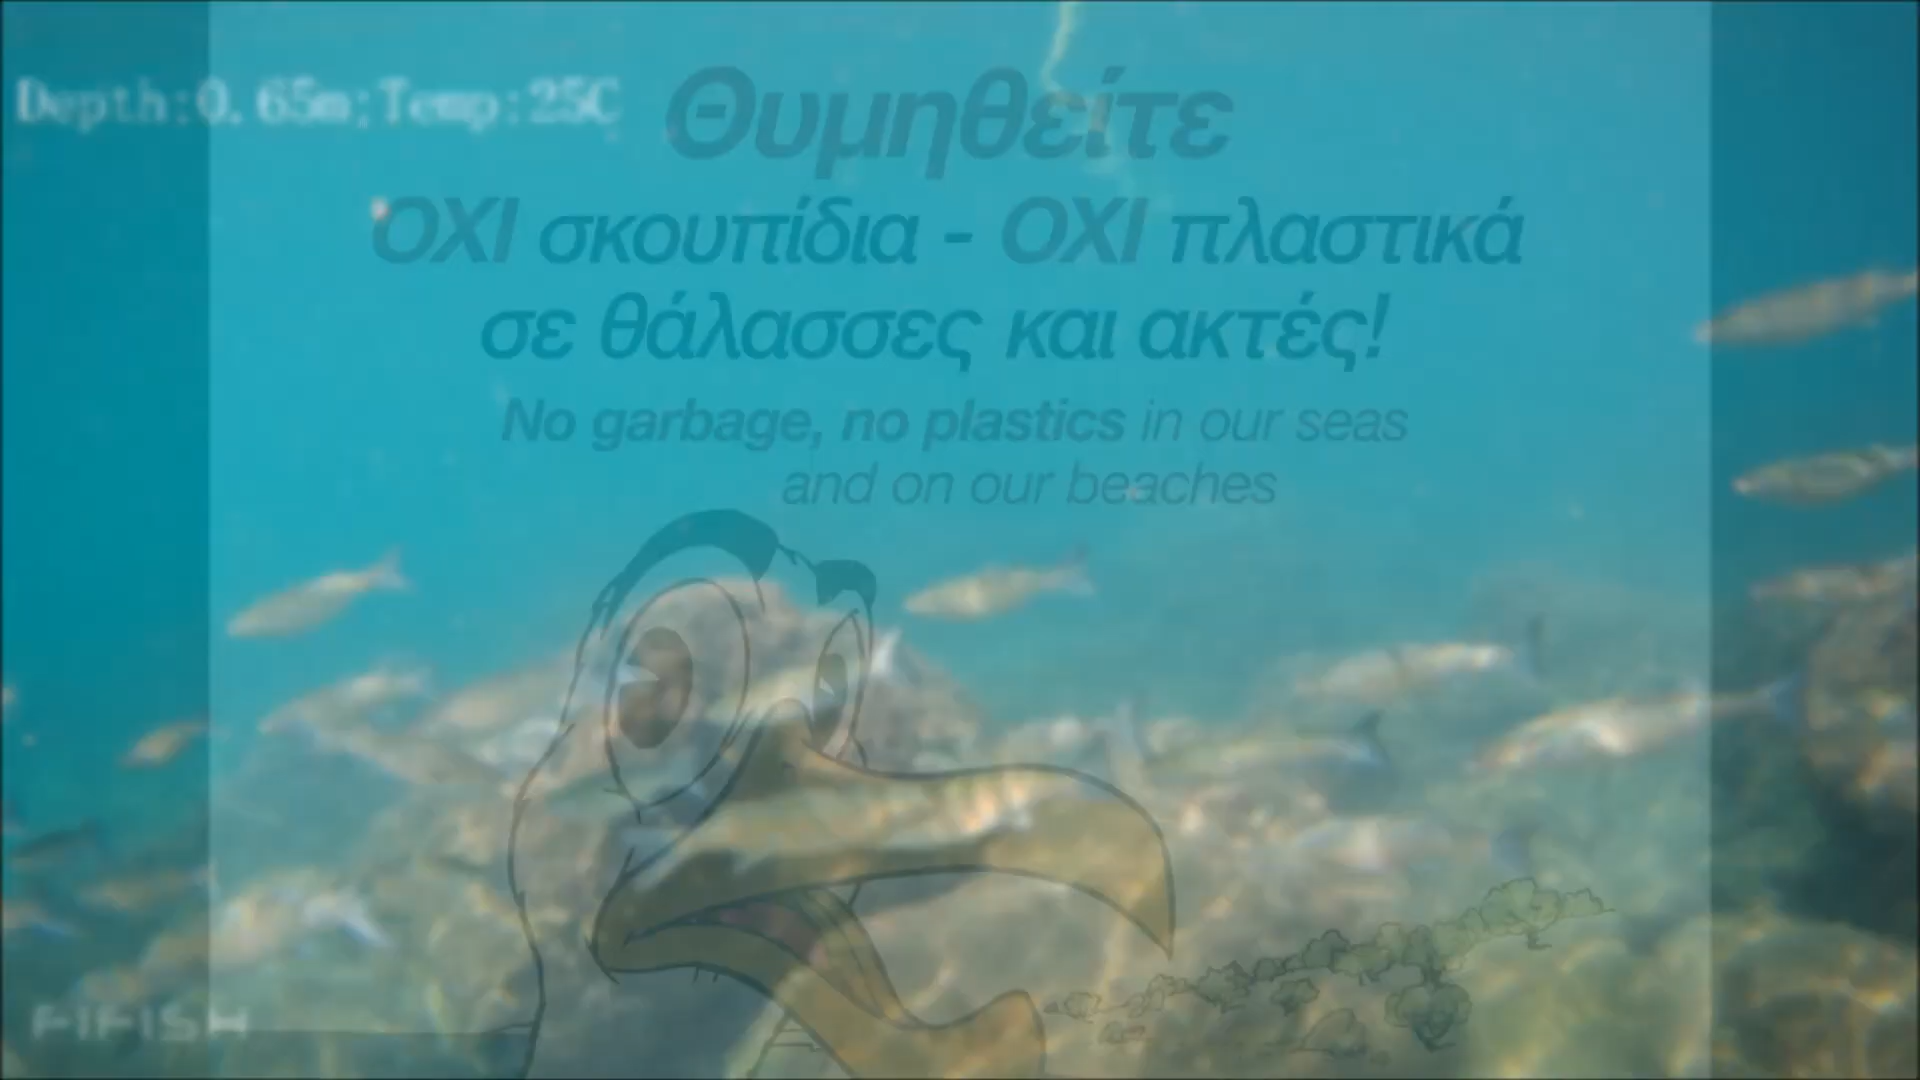 Depth:0.65m;Temp:25C
Θυμηθείτε
ΟΧΙ σκουπίδια - ΟΧΙ πλαστικά
σε θάλασσες και ακτές!
No garbage, no plastics in our seas
and on our beaches
FIFISH